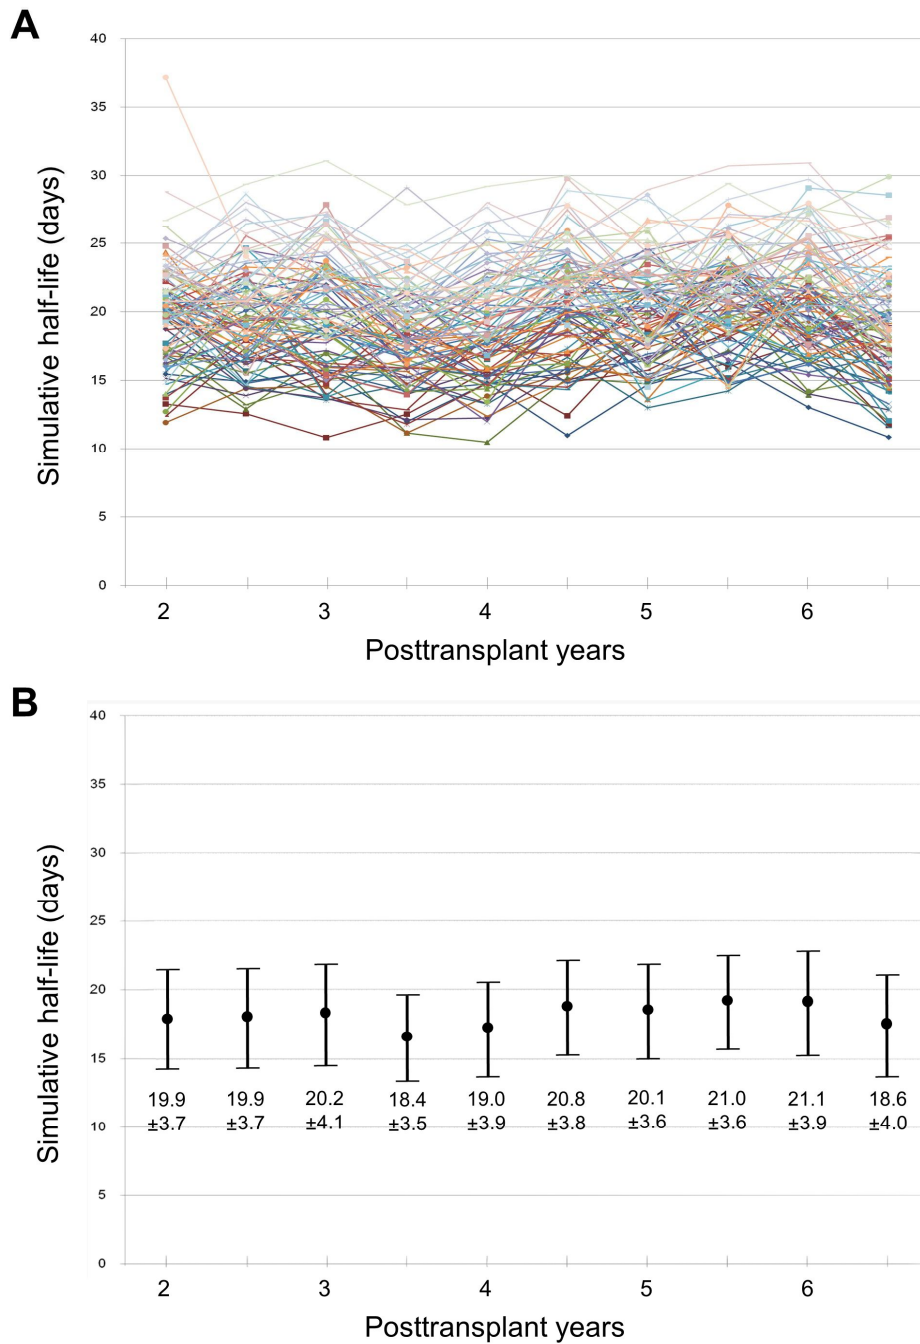 A
40
35
30
25
20
15
10
5
0
Simulative half-life (days)
2 3 4 5 6
Posttransplant years
B
40
35
30
25
20
15
10
5
0
Simulative half-life (days)
19.9 19.9 20.2 18.4 19.0 20.8 20.1 21.0 21.1 18.6
±3.7 ±3.7 ±4.1 ±3.5 ±3.9 ±3.8 ±3.6 ±3.6 ±3.9 ±4.0
2 3 4 5 6
Posttransplant years